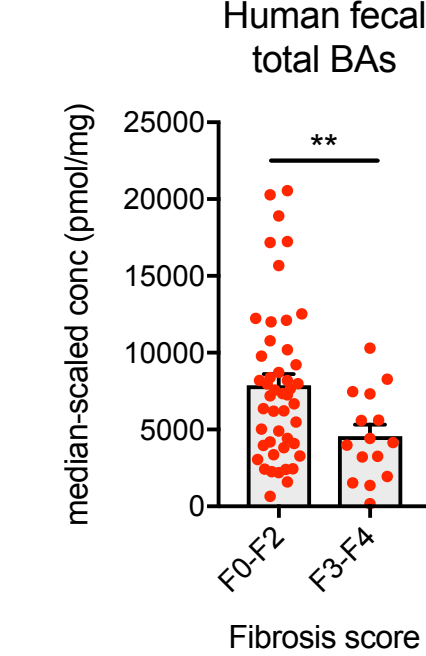 Human fecal
total BAs
median-scaled conc (pmol/mg)
25000
20000
15000
10000
5000
0
**
F0-F2
F3-F4
Fibrosis score